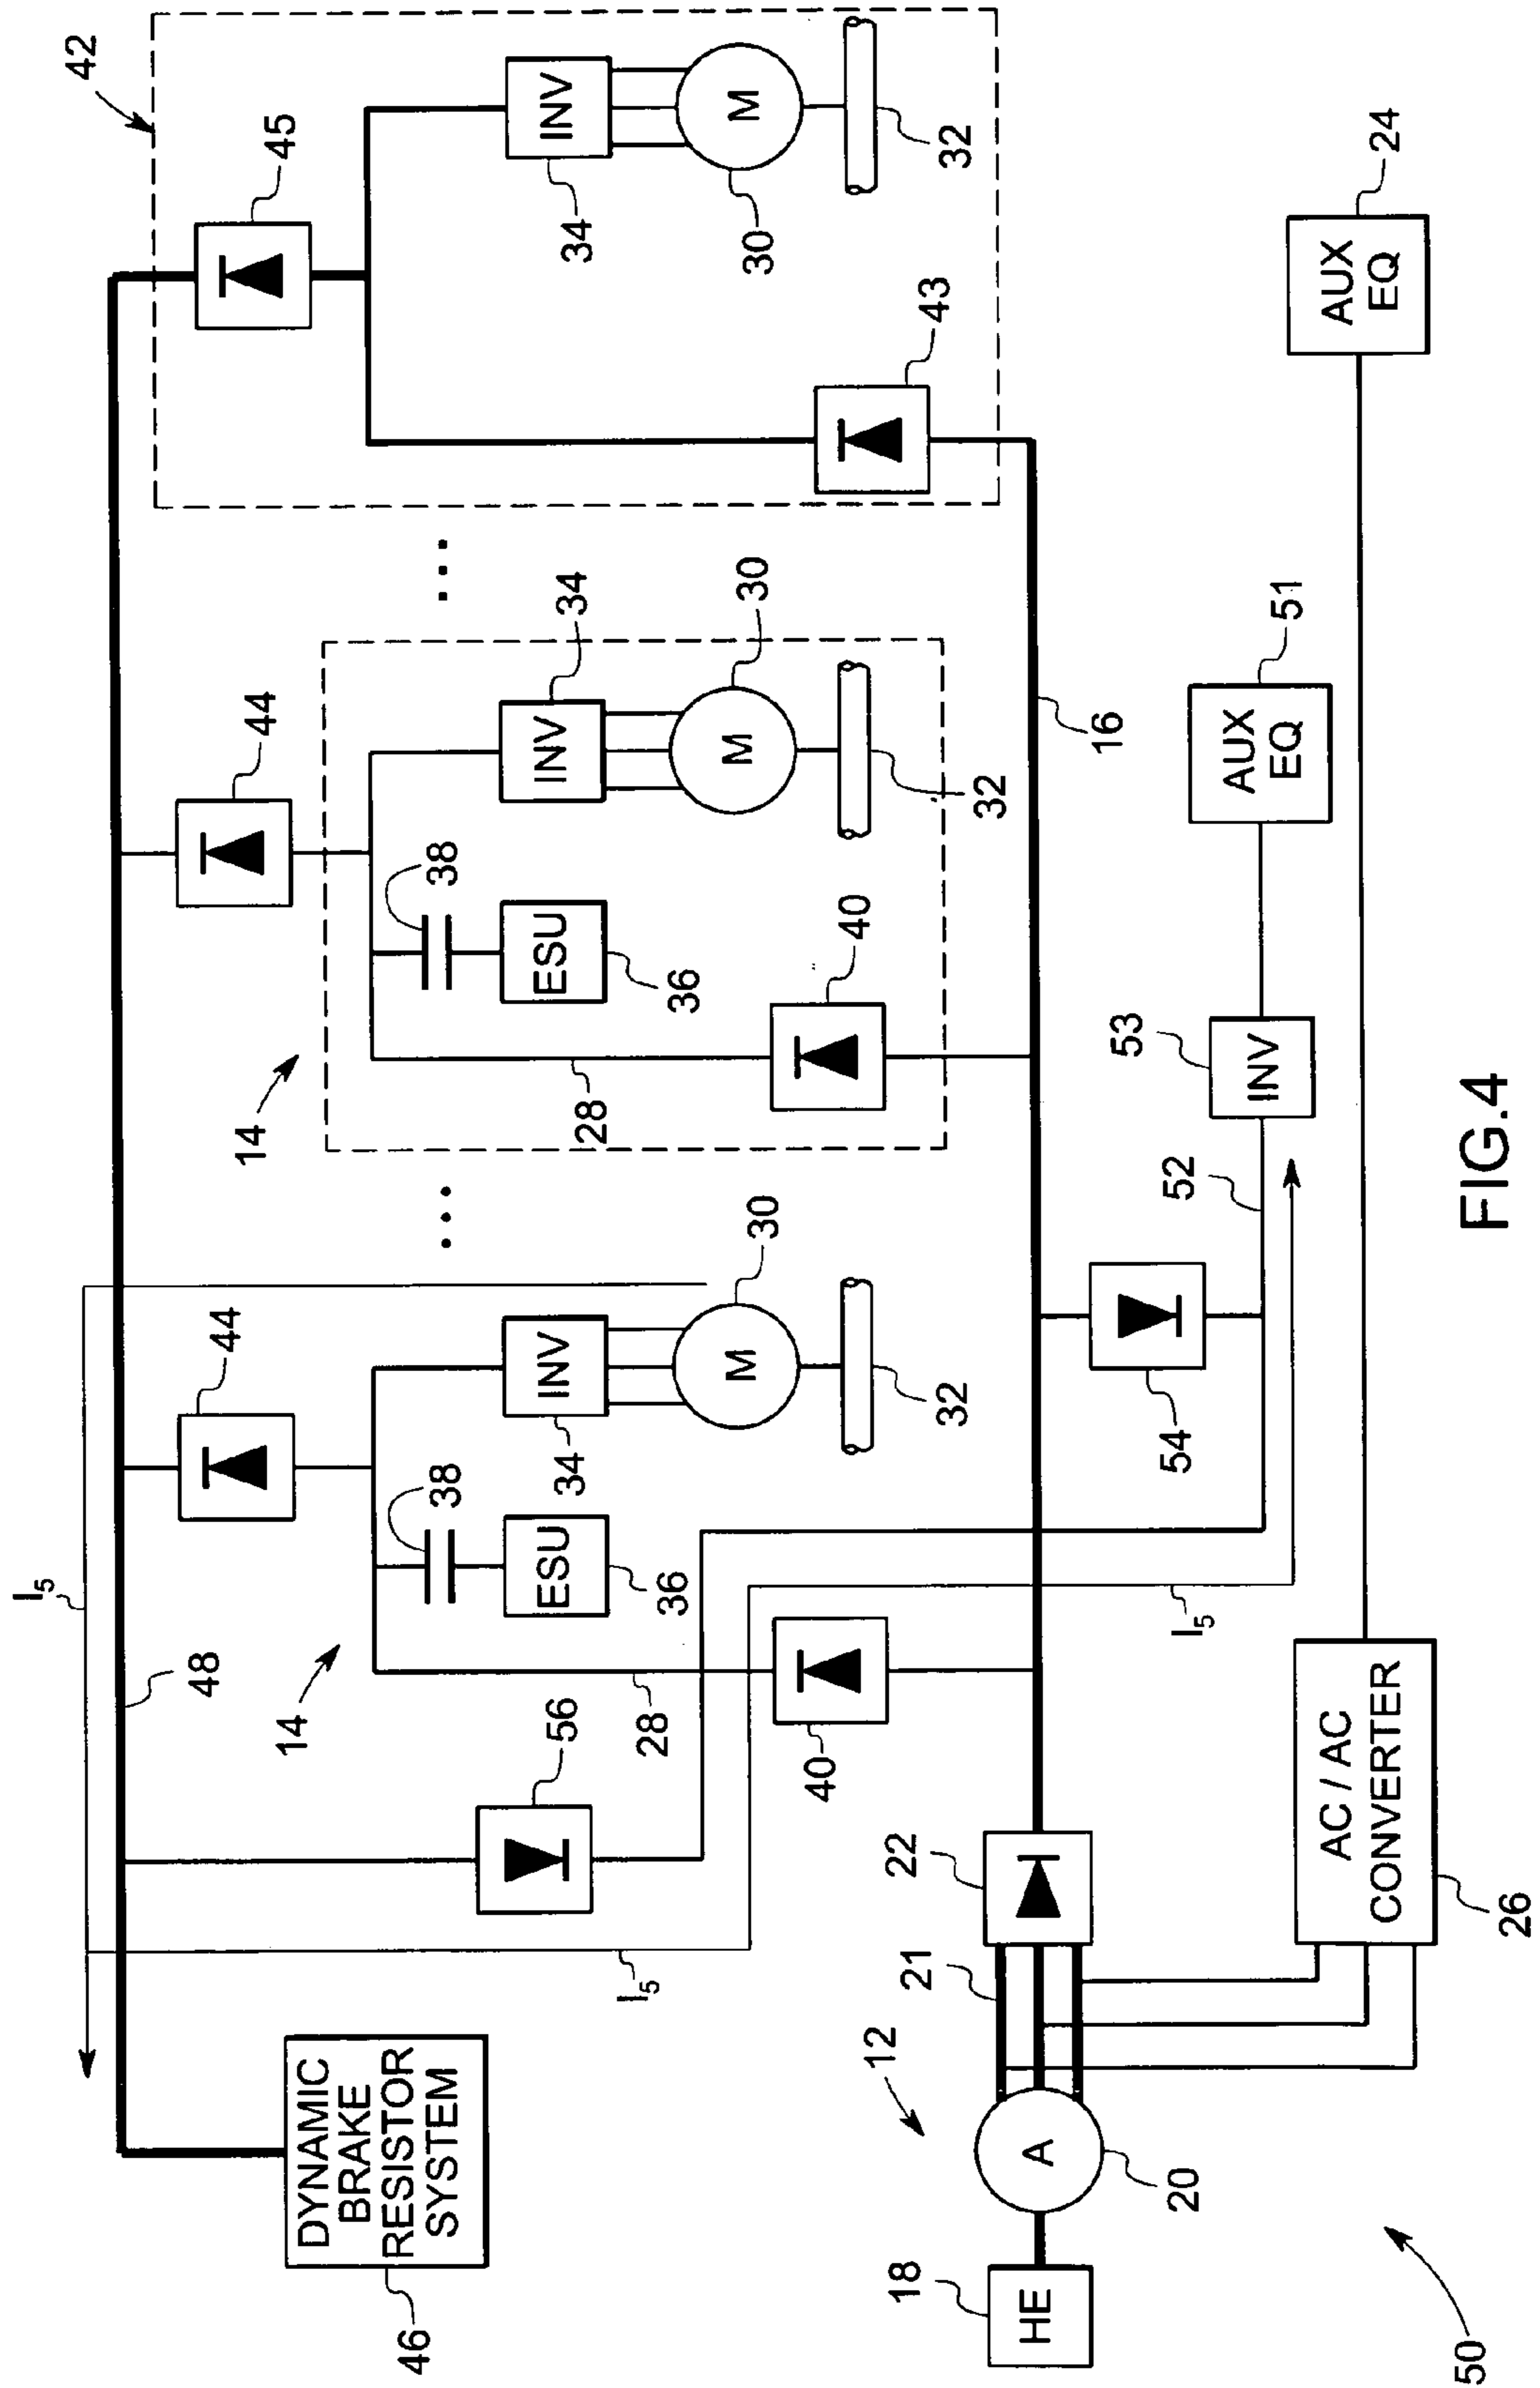 I5
48
14
44
42
45
46
DYNAMIC
BRAKE
RESISTOR
SYSTEM
56
I5
38
ESU
36
28
40
INV
34
M
30
32
14
44
38
ESU
36
28
40
INV
34
M
30
32
INV
34
M
30
32
43
16
12
18
HE
A
20
21
22
I5
54
52
53
INV
AUX
EQ
51
AC / AC
CONVERTER
26
AUX
EQ
24
50
FIG.4